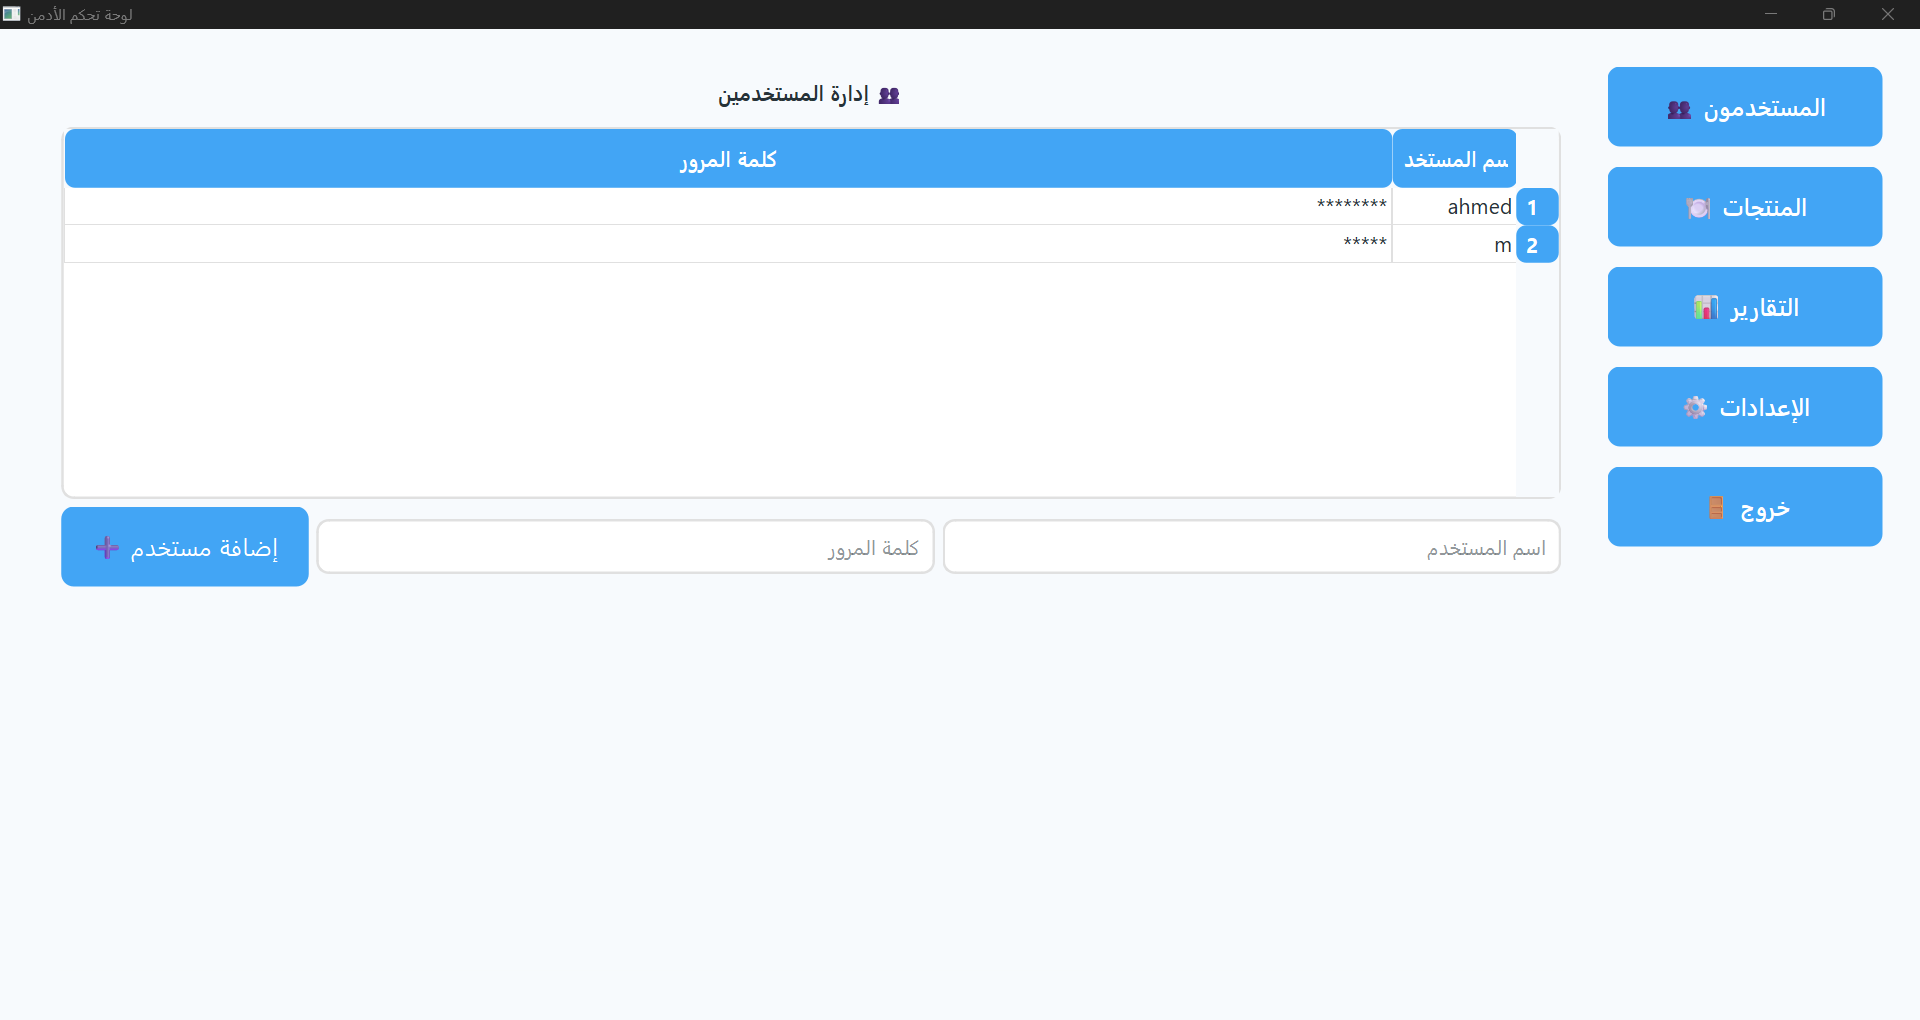 لوحة تحكم الأدمن
المستخدمون 👥
المنتجات 🍽️
التقارير 📊
الإعدادات ⚙️
خروج 🚪
👥 إدارة المستخدمين
سم المستخد	كلمة المرور
1	ahmed	********
2	m	*****
اسم المستخدم
كلمة المرور
إضافة مستخدم ➕